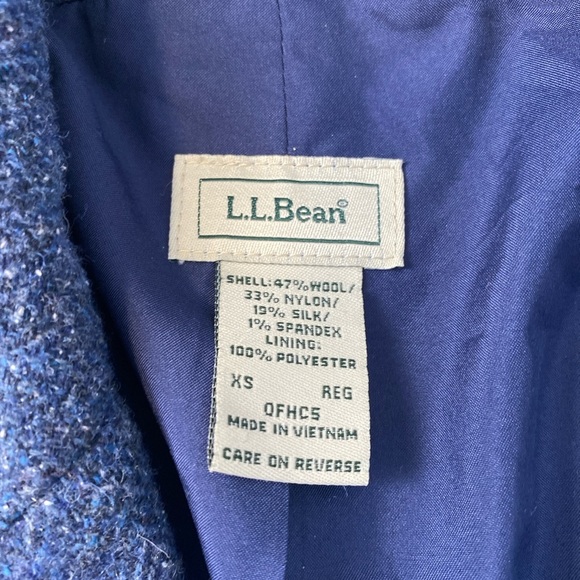 L.L.Bean®
SHELL:47%WOOL/
33% NYLON/
19% SILK/
1% SPANDEX
LINING:
100% POLYESTER
XS REG
0FHC5
MADE IN VIETNAM
CARE ON REVERSE